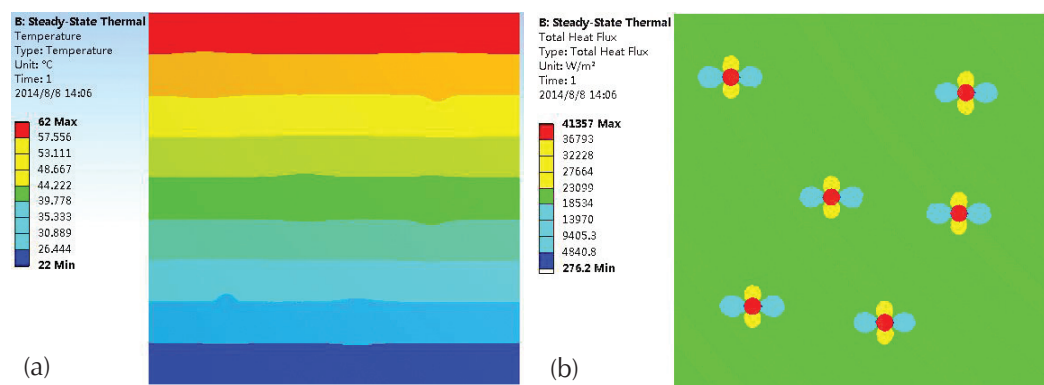 B: Steady-State Thermal
Temperature
Type: Temperature
Unit: °C
Time: 1
2014/8/8 14:06
62 Max
57.556
53.111
48.667
44.222
39.778
35.333
30.889
26.444
22 Min
(a)
B: Steady-State Thermal
Total Heat Flux
Type: Total Heat Flux
Unit: W/m²
Time: 1
2014/8/8 14:06
41357 Max
36793
32228
27664
23099
18534
13970
9405.3
4840.8
276.2 Min
(b)